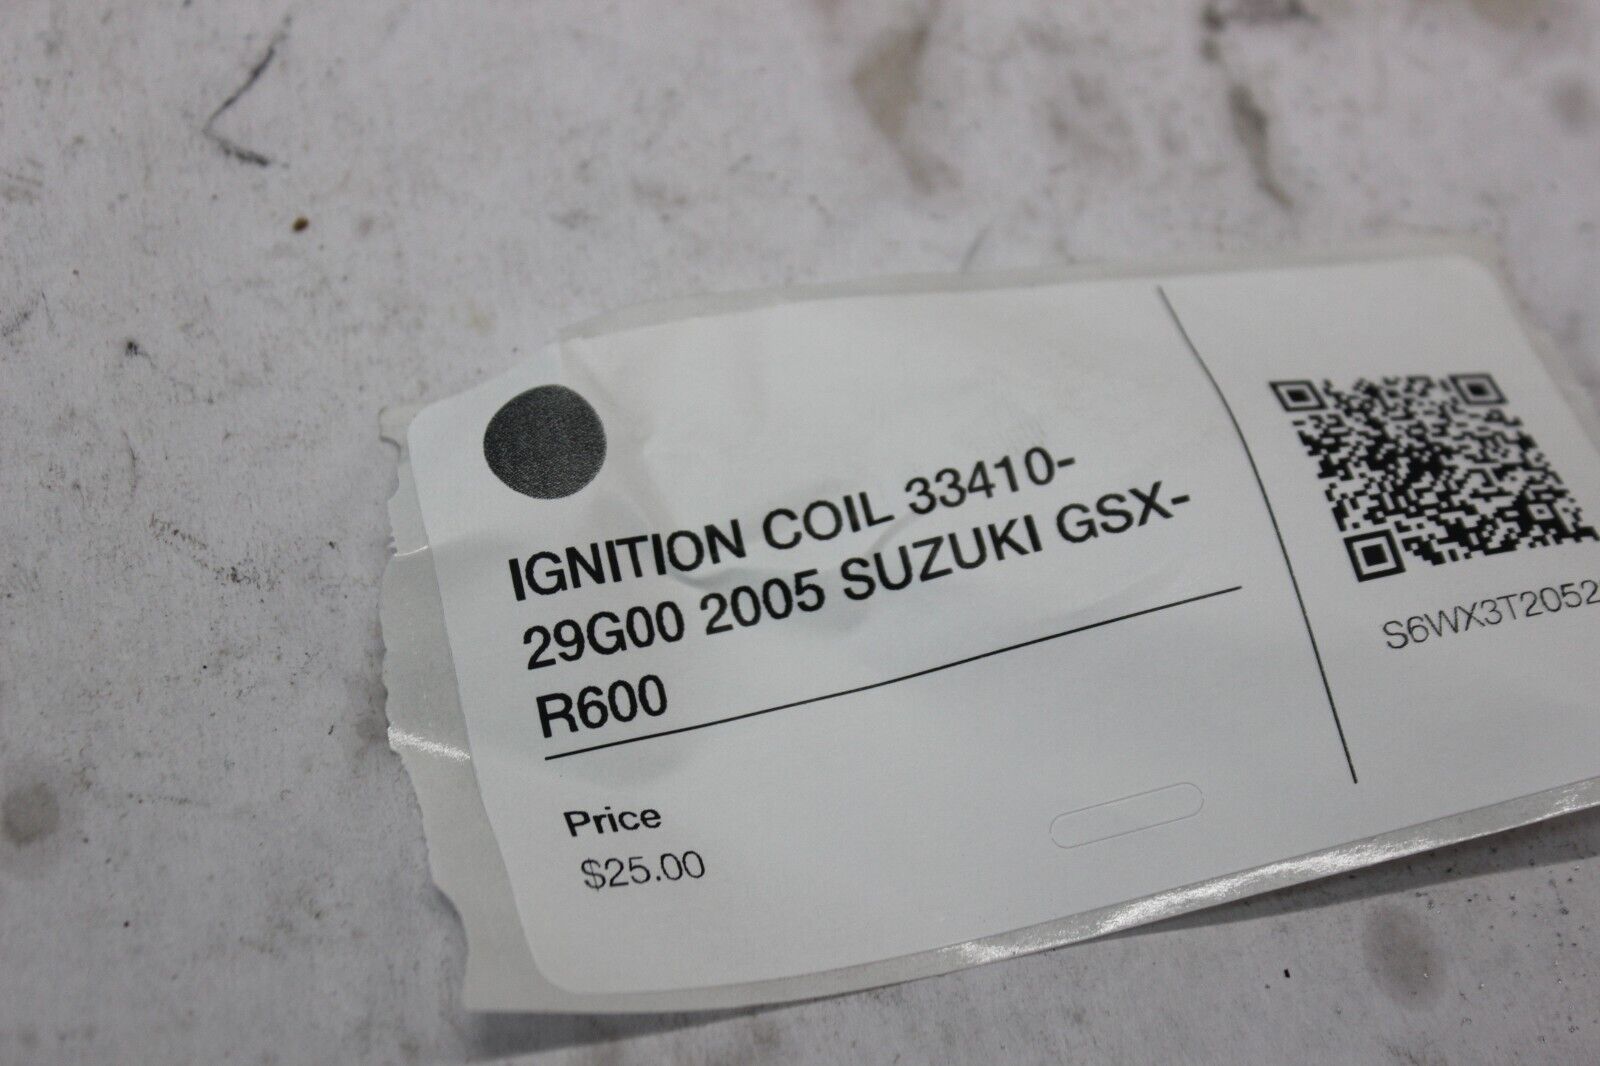 IGNITION COIL 33410-
29G00 2005 SUZUKI GSX-
R600
Price
$25.00
S6WX3T2052